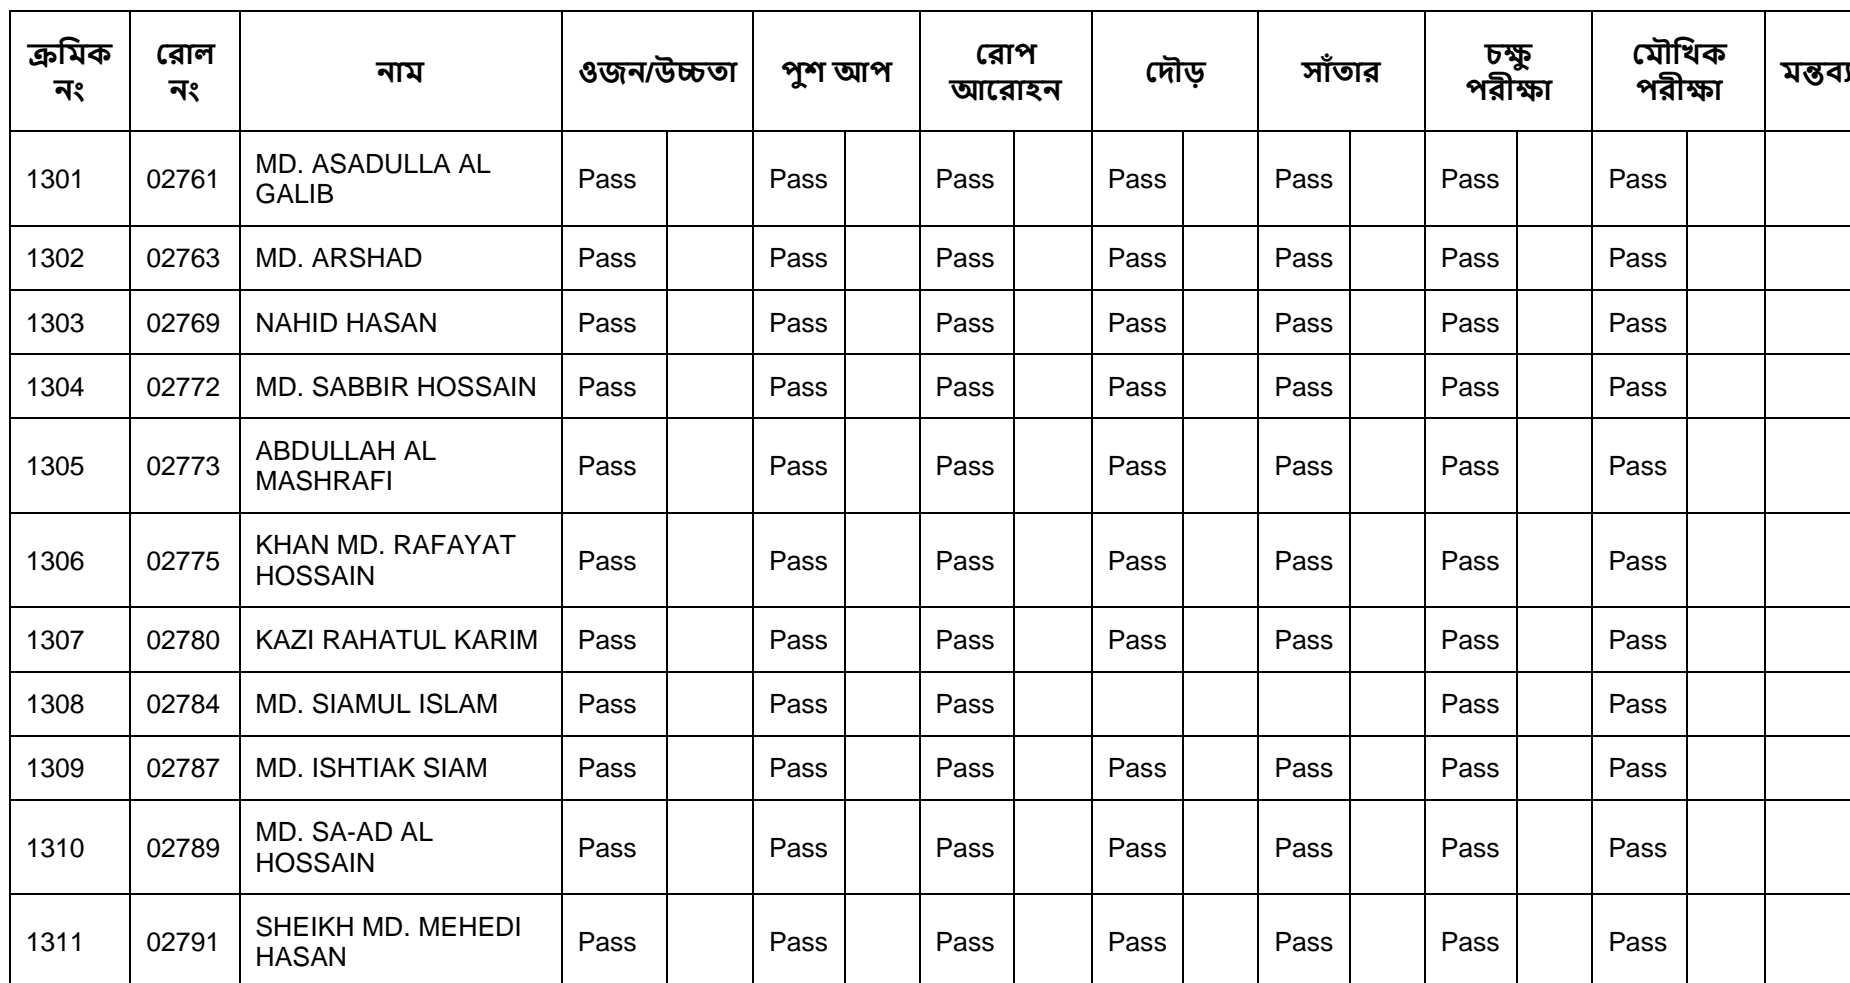 ক্রমিক নং রোল নং নাম ওজন/উচ্চতা পুশ আপ রোপ আরোহন দৌড় সাঁতার চক্ষু পরীক্ষা মৌখিক পরীক্ষা মন্তব্য
1301 02761 MD. ASADULLA AL GALIB Pass Pass Pass Pass Pass Pass Pass
1302 02763 MD. ARSHAD Pass Pass Pass Pass Pass Pass Pass
1303 02769 NAHID HASAN Pass Pass Pass Pass Pass Pass Pass
1304 02772 MD. SABBIR HOSSAIN Pass Pass Pass Pass Pass Pass Pass
1305 02773 ABDULLAH AL MASHRAFI Pass Pass Pass Pass Pass Pass Pass
1306 02775 KHAN MD. RAFAYAT HOSSAIN Pass Pass Pass Pass Pass Pass Pass
1307 02780 KAZI RAHATUL KARIM Pass Pass Pass Pass Pass Pass Pass
1308 02784 MD. SIAMUL ISLAM Pass Pass Pass Pass Pass
1309 02787 MD. ISHTIAK SIAM Pass Pass Pass Pass Pass Pass Pass
1310 02789 MD. SA-AD AL HOSSAIN Pass Pass Pass Pass Pass Pass Pass
1311 02791 SHEIKH MD. MEHEDI HASAN Pass Pass Pass Pass Pass Pass Pass